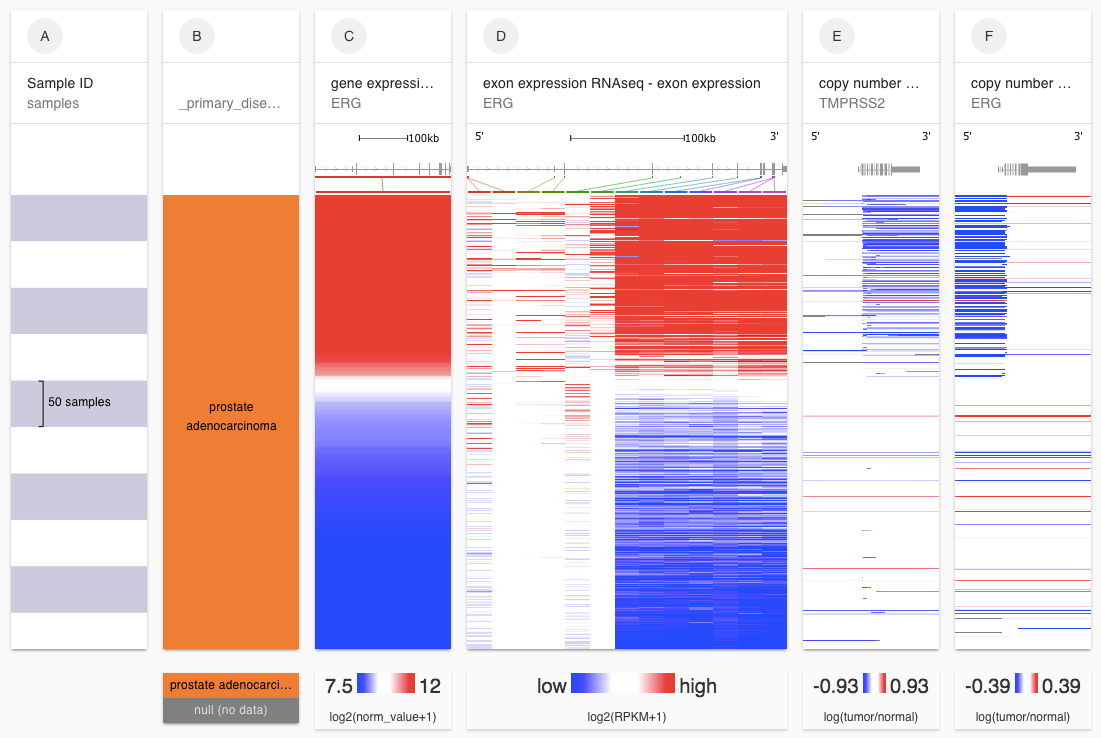 A
B
C
D
E
F
Sample ID
samples
_primary_dise…
gene expressi…
ERG
exon expression RNAseq - exon expression
ERG
copy number …
TMPRSS2
copy number …
ERG
100kb
5'
100kb
3'
5'
3'
5'
3'
50 samples
prostate
adenocarcinoma
prostate adenocarci…
null (no data)
7.5
12
log2(norm_value+1)
low
high
log2(RPKM+1)
-0.93
0.93
log(tumor/normal)
-0.39
0.39
log(tumor/normal)